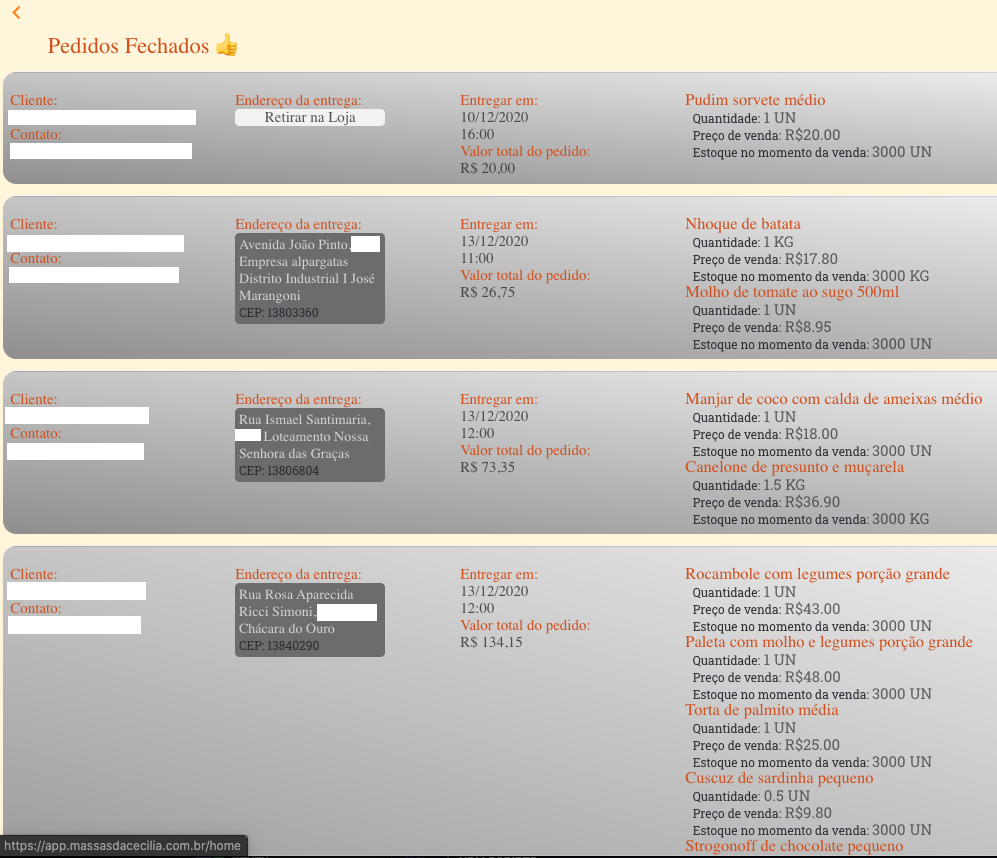 Pedidos Fechados 👍
Cliente:
Contato:
Endereço da entrega:
Retirar na Loja
Entregar em:
10/12/2020
16:00
Valor total do pedido:
R$ 20,00
Pudim sorvete médio
Quantidade: 1 UN
Preço de venda: R$20.00
Estoque no momento da venda: 3000 UN
Cliente:
Contato:
Endereço da entrega:
Avenida João Pinto,
Empresa alpargatas
Distrito Industrial I José
Marangoni
CEP: 13803360
Entregar em:
13/12/2020
11:00
Valor total do pedido:
R$ 26,75
Nhoque de batata
Quantidade: 1 KG
Preço de venda: R$17.80
Estoque no momento da venda: 3000 KG
Molho de tomate ao sugo 500ml
Quantidade: 1 UN
Preço de venda: R$8.95
Estoque no momento da venda: 3000 UN
Cliente:
Contato:
Endereço da entrega:
Rua Ismael Santimaria,
Loteamento Nossa
Senhora das Graças
CEP: 13806804
Entregar em:
13/12/2020
12:00
Valor total do pedido:
R$ 73,35
Manjar de coco com calda de ameixas médio
Quantidade: 1 UN
Preço de venda: R$18.00
Estoque no momento da venda: 3000 UN
Canelone de presunto e muçarela
Quantidade: 1.5 KG
Preço de venda: R$36.90
Estoque no momento da venda: 3000 KG
Cliente:
Contato:
Endereço da entrega:
Rua Rosa Aparecida
Ricci Simoni,
Chácara do Ouro
CEP: 13840290
Entregar em:
13/12/2020
12:00
Valor total do pedido:
R$ 134,15
Rocambole com legumes porção grande
Quantidade: 1 UN
Preço de venda: R$43.00
Estoque no momento da venda: 3000 UN
Paleta com molho e legumes porção grande
Quantidade: 1 UN
Preço de venda: R$48.00
Estoque no momento da venda: 3000 UN
Torta de palmito média
Quantidade: 1 UN
Preço de venda: R$25.00
Estoque no momento da venda: 3000 UN
Cuscuz de sardinha pequeno
Quantidade: 0.5 UN
Preço de venda: R$9.80
Estoque no momento da venda: 3000 UN
Strogonoff de chocolate pequeno
https://app.massasdacecilia.com.br/home